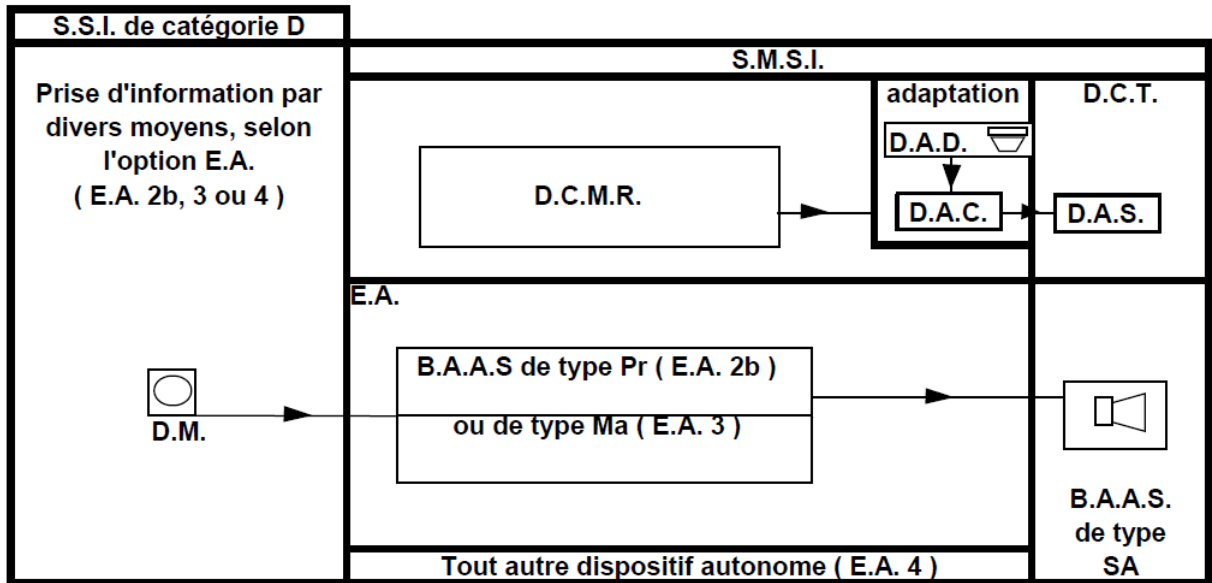 S.S.I. de catégorie D
S.M.S.I.
Prise d'information par
divers moyens, selon
l'option E.A.
( E.A. 2b, 3 ou 4 )
adaptation
D.C.T.
D.A.D.
D.C.M.R.
D.A.C.
D.A.S.
E.A.
B.A.A.S de type Pr ( E.A. 2b )
ou de type Ma ( E.A. 3 )
D.M.
B.A.A.S.
de type
SA
Tout autre dispositif autonome ( E.A. 4 )